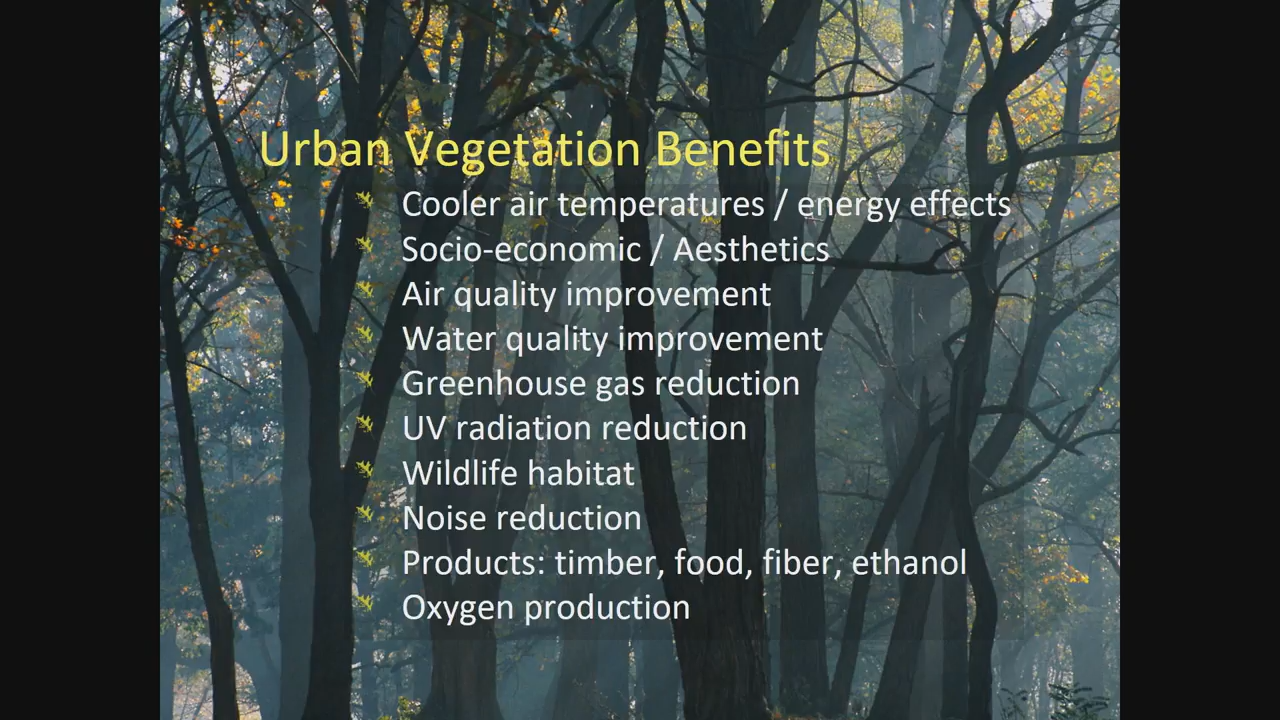 Urban Vegetation Benefits
Cooler air temperatures / energy effects
Socio-economic / Aesthetics
Air quality improvement
Water quality improvement
Greenhouse gas reduction
UV radiation reduction
Wildlife habitat
Noise reduction
Products: timber, food, fiber, ethanol
Oxygen production